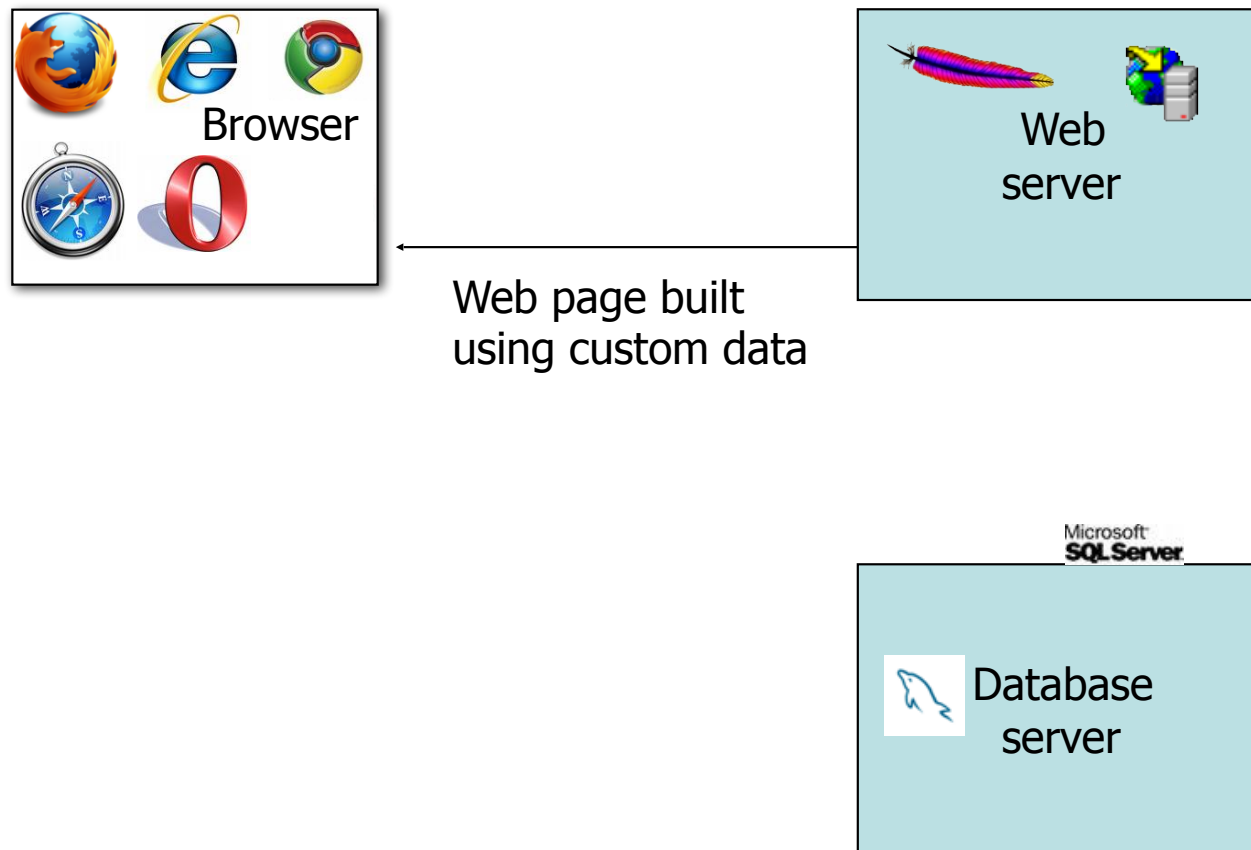 Browser
Web
server
Web page built
using custom data
Microsoft
SQL Server
Database
server